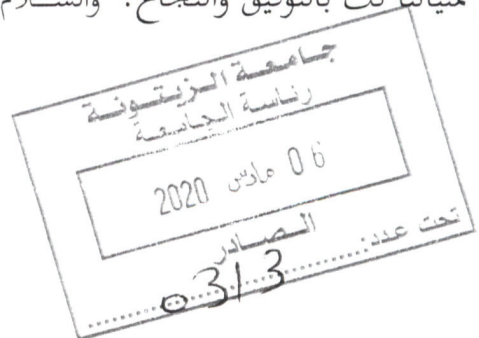 لك بالتوفيق والنجاح. والسلام
جامعة الزيتونة
رئاسة الجامعة
06 مارس 2020
الصادر
تحت عدد: 0313